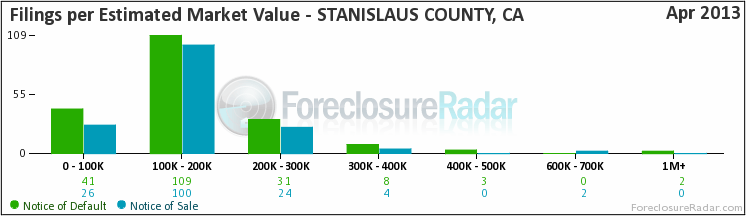 Filings per Estimated Market Value - STANISLAUS COUNTY, CA Apr 2013
109
55
0
ForeclosureRadar
0 - 100K 100K - 200K 200K - 300K 300K - 400K 400K - 500K 600K - 700K 1M+
41 109 31 8 3 0 2
26 100 24 4 0 2 0
Notice of Default Notice of Sale ForeclosureRadar.com